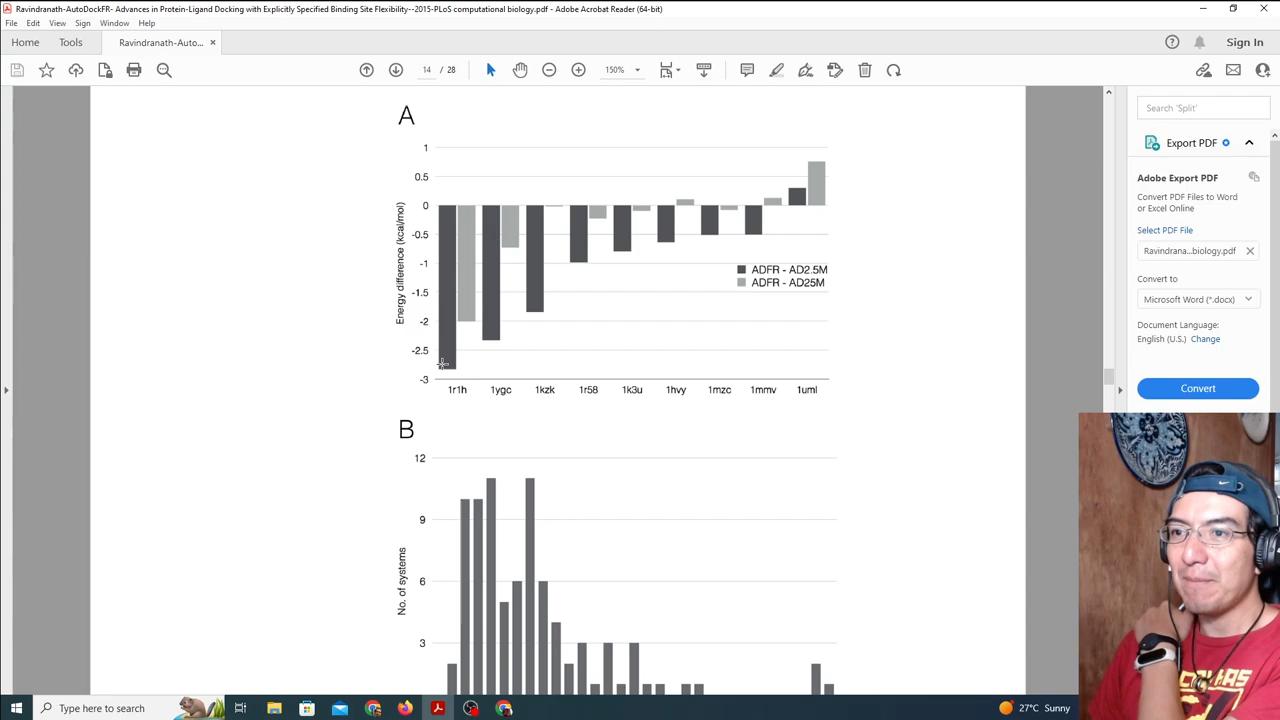 Ravindranath-AutoDockFR- Advances in Protein-Ligand Docking with Explicitly Specified Binding Site Flexibility--2015-PLoS computational biology.pdf - Adobe Acrobat Reader (64-bit)
File Edit View Sign Window Help
Home Tools Ravindranath-Auto... × Sign In
14 / 28 150%
A
1
0.5
0
-0.5
-1
-1.5
-2
-2.5
-3
Energy difference (kcal/mol)
ADFR - AD2.5M
ADFR - AD25M
1r1h 1ygc 1kzk 1r58 1k3u 1hvy 1mzc 1mmv 1uml
B
12
9
6
3
No. of systems
Search 'Split'
Export PDF
Adobe Export PDF
Convert PDF Files to Word
or Excel Online
Select PDF File
Ravindrana...biology.pdf
Convert to
Microsoft Word (*.docx)
Document Language:
English (U.S.) Change
Convert
Type here to search
27°C Sunny